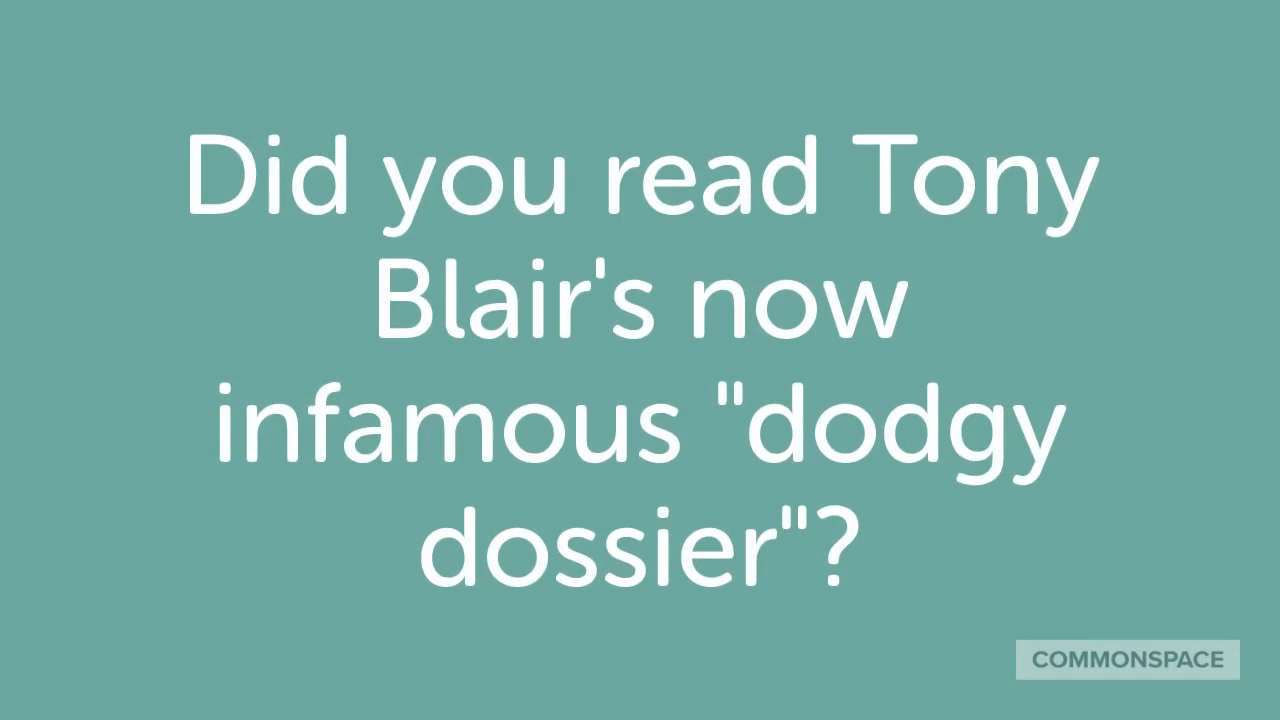 Did you read Tony
Blair's now
infamous "dodgy
dossier"?
COMMONSPACE